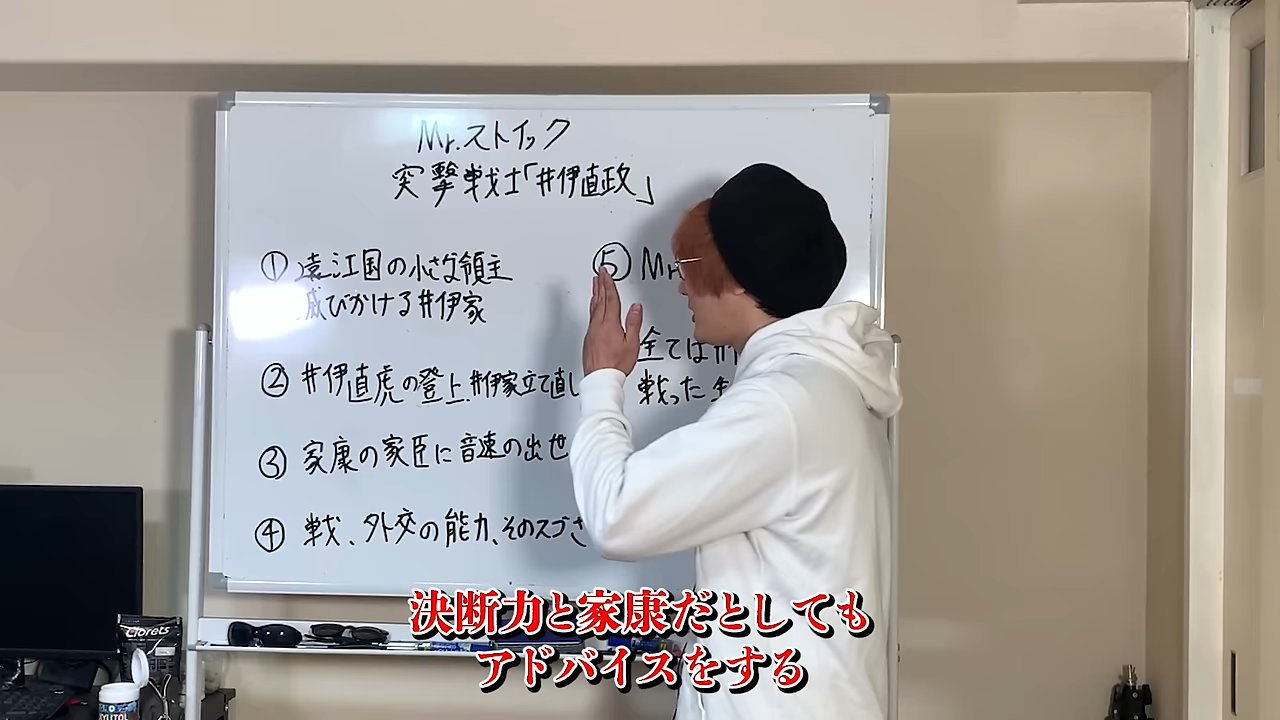 Mr.ストイック
突撃戦士「井伊直政」
① 遠江国の小さな領主
滅びかける井伊家
② 井伊直虎の登上.井伊家立て直し
③ 家康の家臣に音速の出世
④ 戦、外交の能力、そのスゴさ
⑤ Mr
全ては井
戦った
決断力と家康だとしても
アドバイスをする
Clorets
XYLITOL